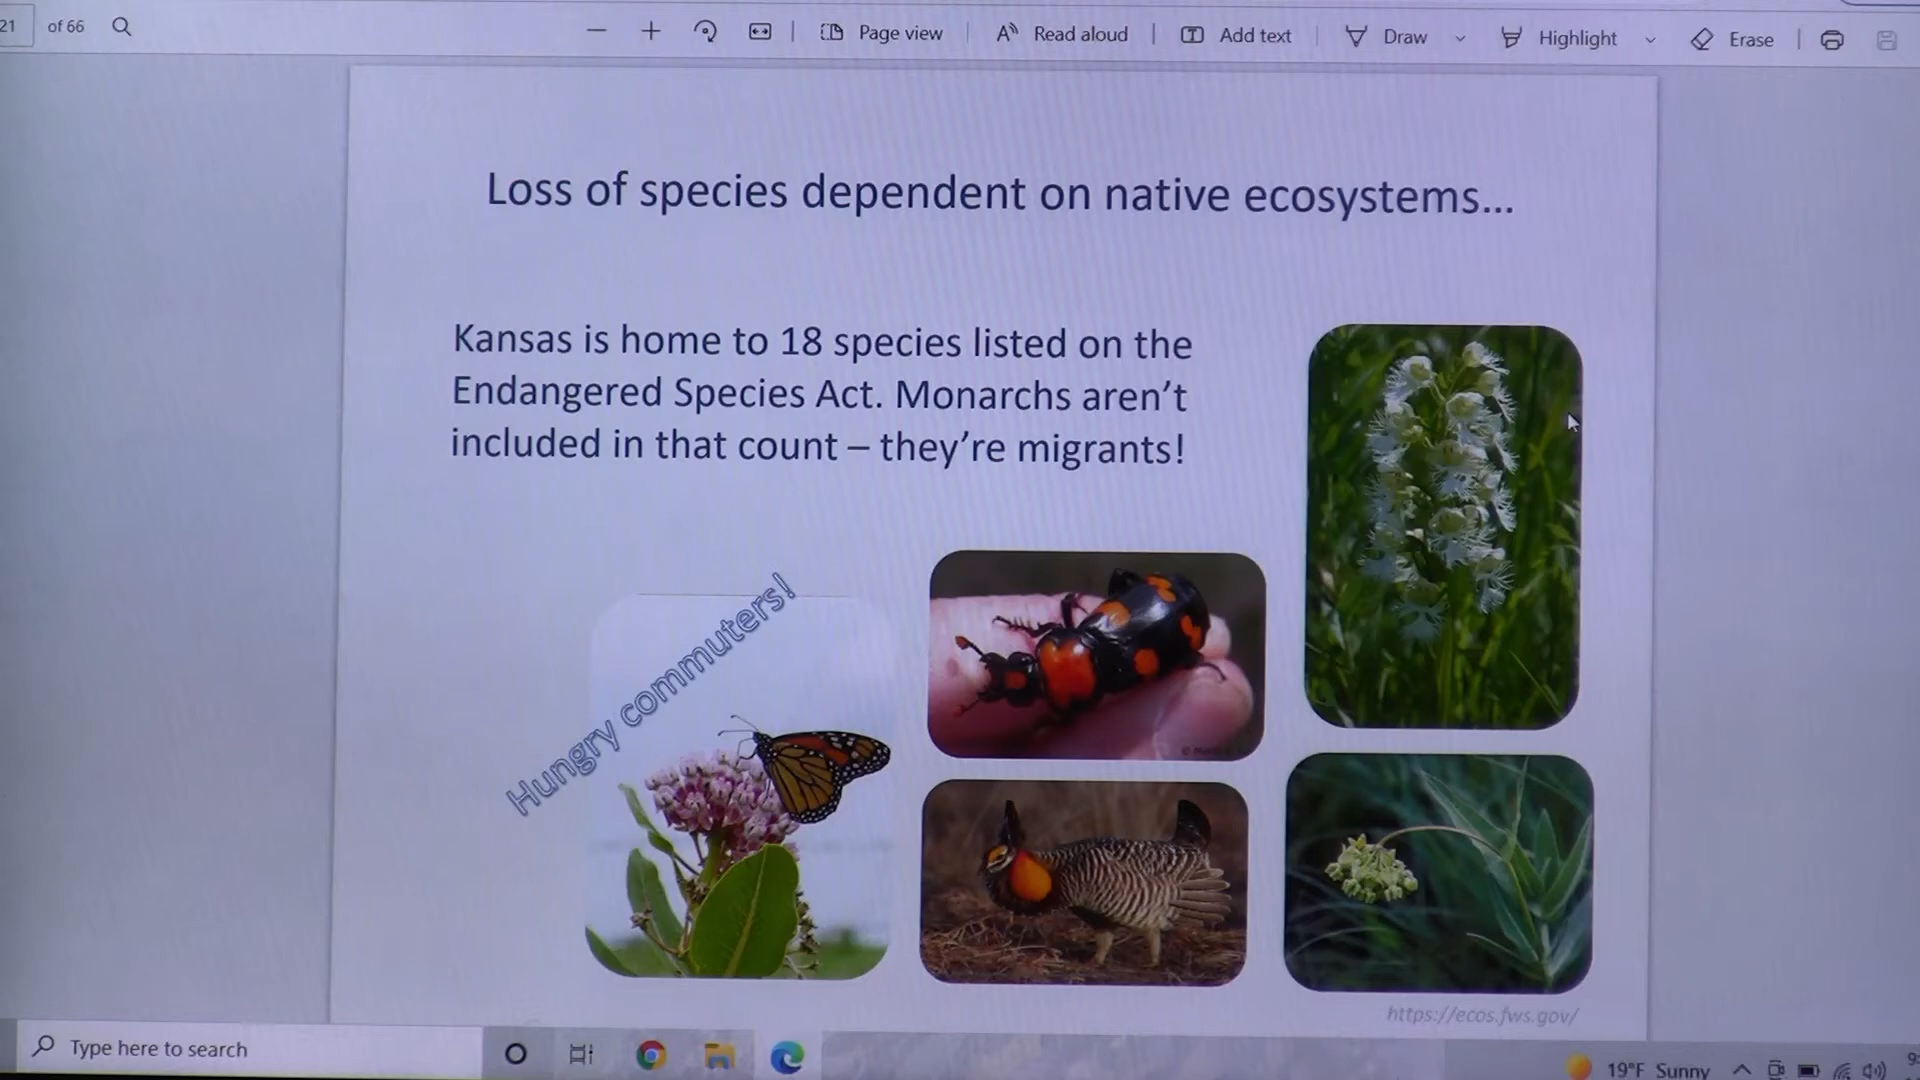 21 of 66
Page view
Read aloud
Add text
Draw
Highlight
Erase
Loss of species dependent on native ecosystems...
Kansas is home to 18 species listed on the
Endangered Species Act. Monarchs aren’t
included in that count – they’re migrants!
Hungry commuters!
https://ecos.fws.gov/
Type here to search
19°F Sunny